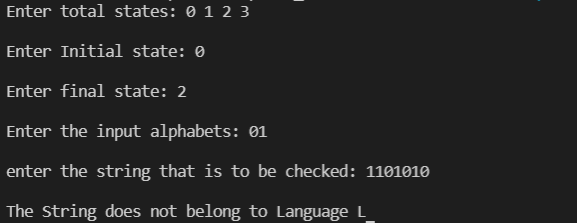 Enter total states: 0 1 2 3
Enter Initial state: 0
Enter final state: 2
Enter the input alphabets: 01
enter the string that is to be checked: 1101010
The String does not belong to Language L_